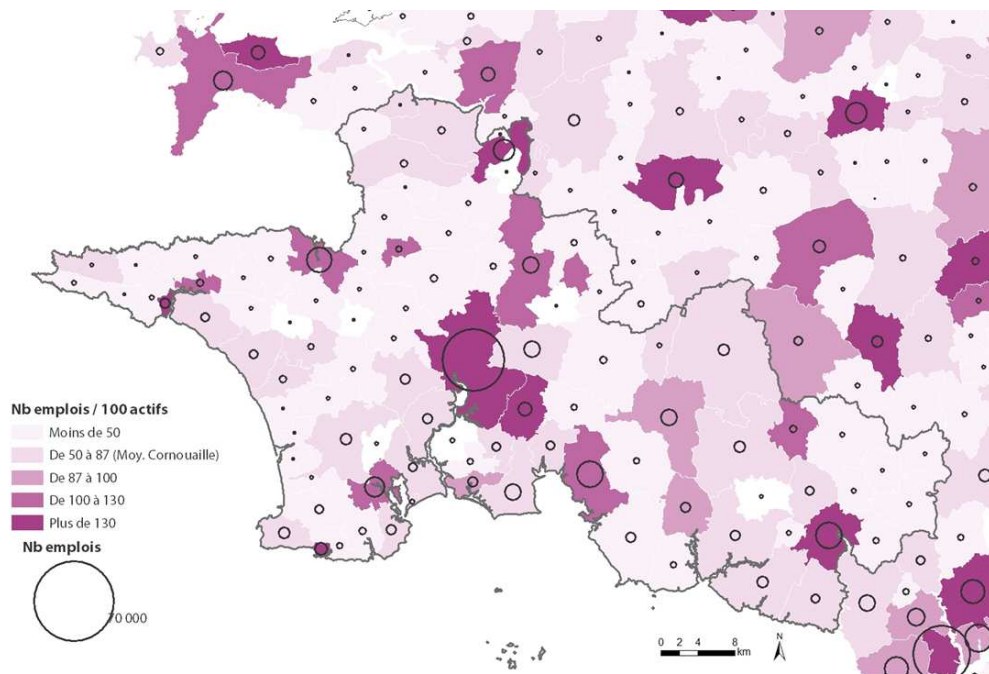 Nb emplois / 100 actifs
Moins de 50
De 50 à 87 (Moy. Cornouaille)
De 87 à 100
De 100 à 130
Plus de 130
Nb emplois
70 000
0 2 4 8
km
N